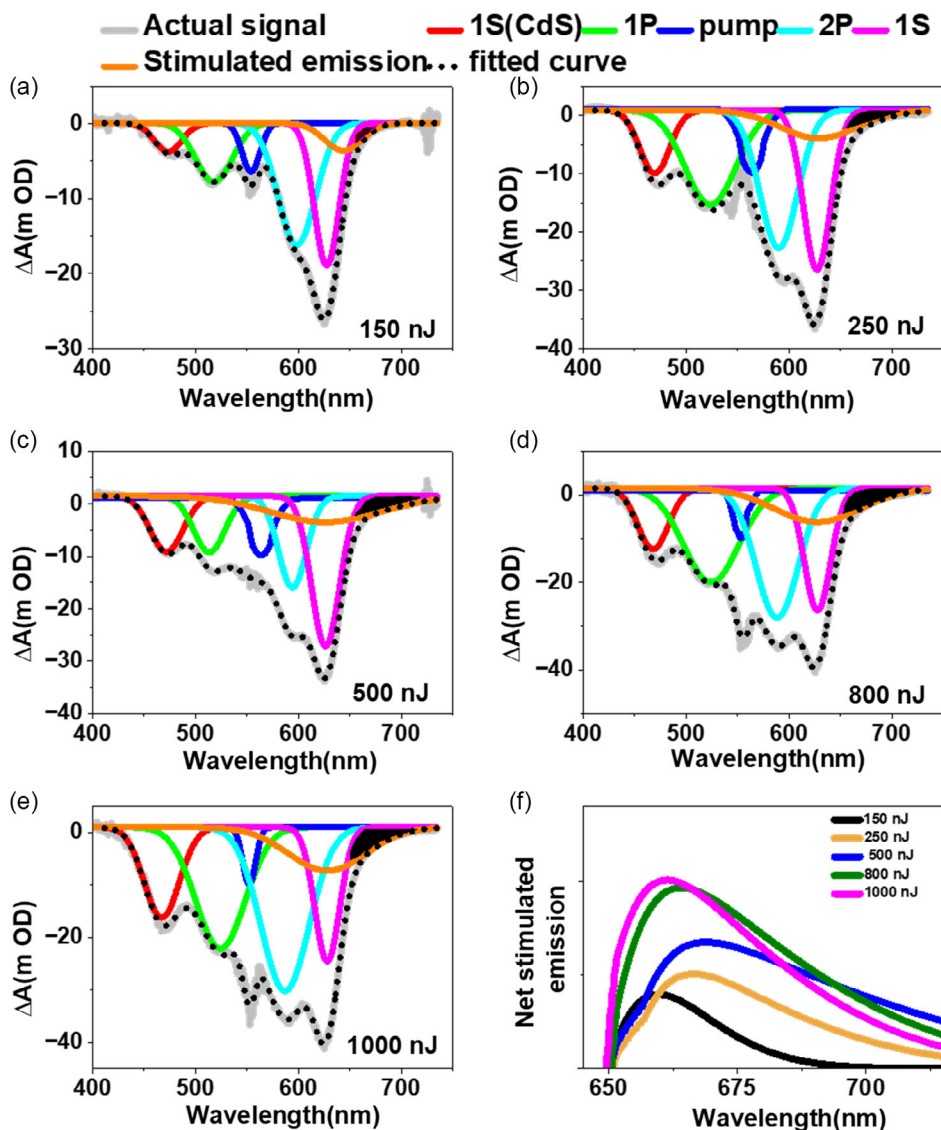 Actual signal 1S(CdS) 1P pump 2P 1S
Stimulated emission fitted curve
(a)
0
−10
−20
−30
ΔA(m OD)
150 nJ
400 500 600 700
Wavelength(nm)
(b)
10
0
−10
−20
−30
−40
ΔA(m OD)
250 nJ
400 500 600 700
Wavelength(nm)
(c)
10
0
−10
−20
−30
−40
ΔA(m OD)
500 nJ
400 500 600 700
Wavelength(nm)
(d)
0
−20
−40
ΔA(m OD)
800 nJ
400 500 600 700
Wavelength(nm)
(e)
0
−20
−40
ΔA(m OD)
1000 nJ
400 500 600 700
Wavelength(nm)
(f)
Net stimulated
emission
150 nJ
250 nJ
500 nJ
800 nJ
1000 nJ
650 675 700
Wavelength(nm)